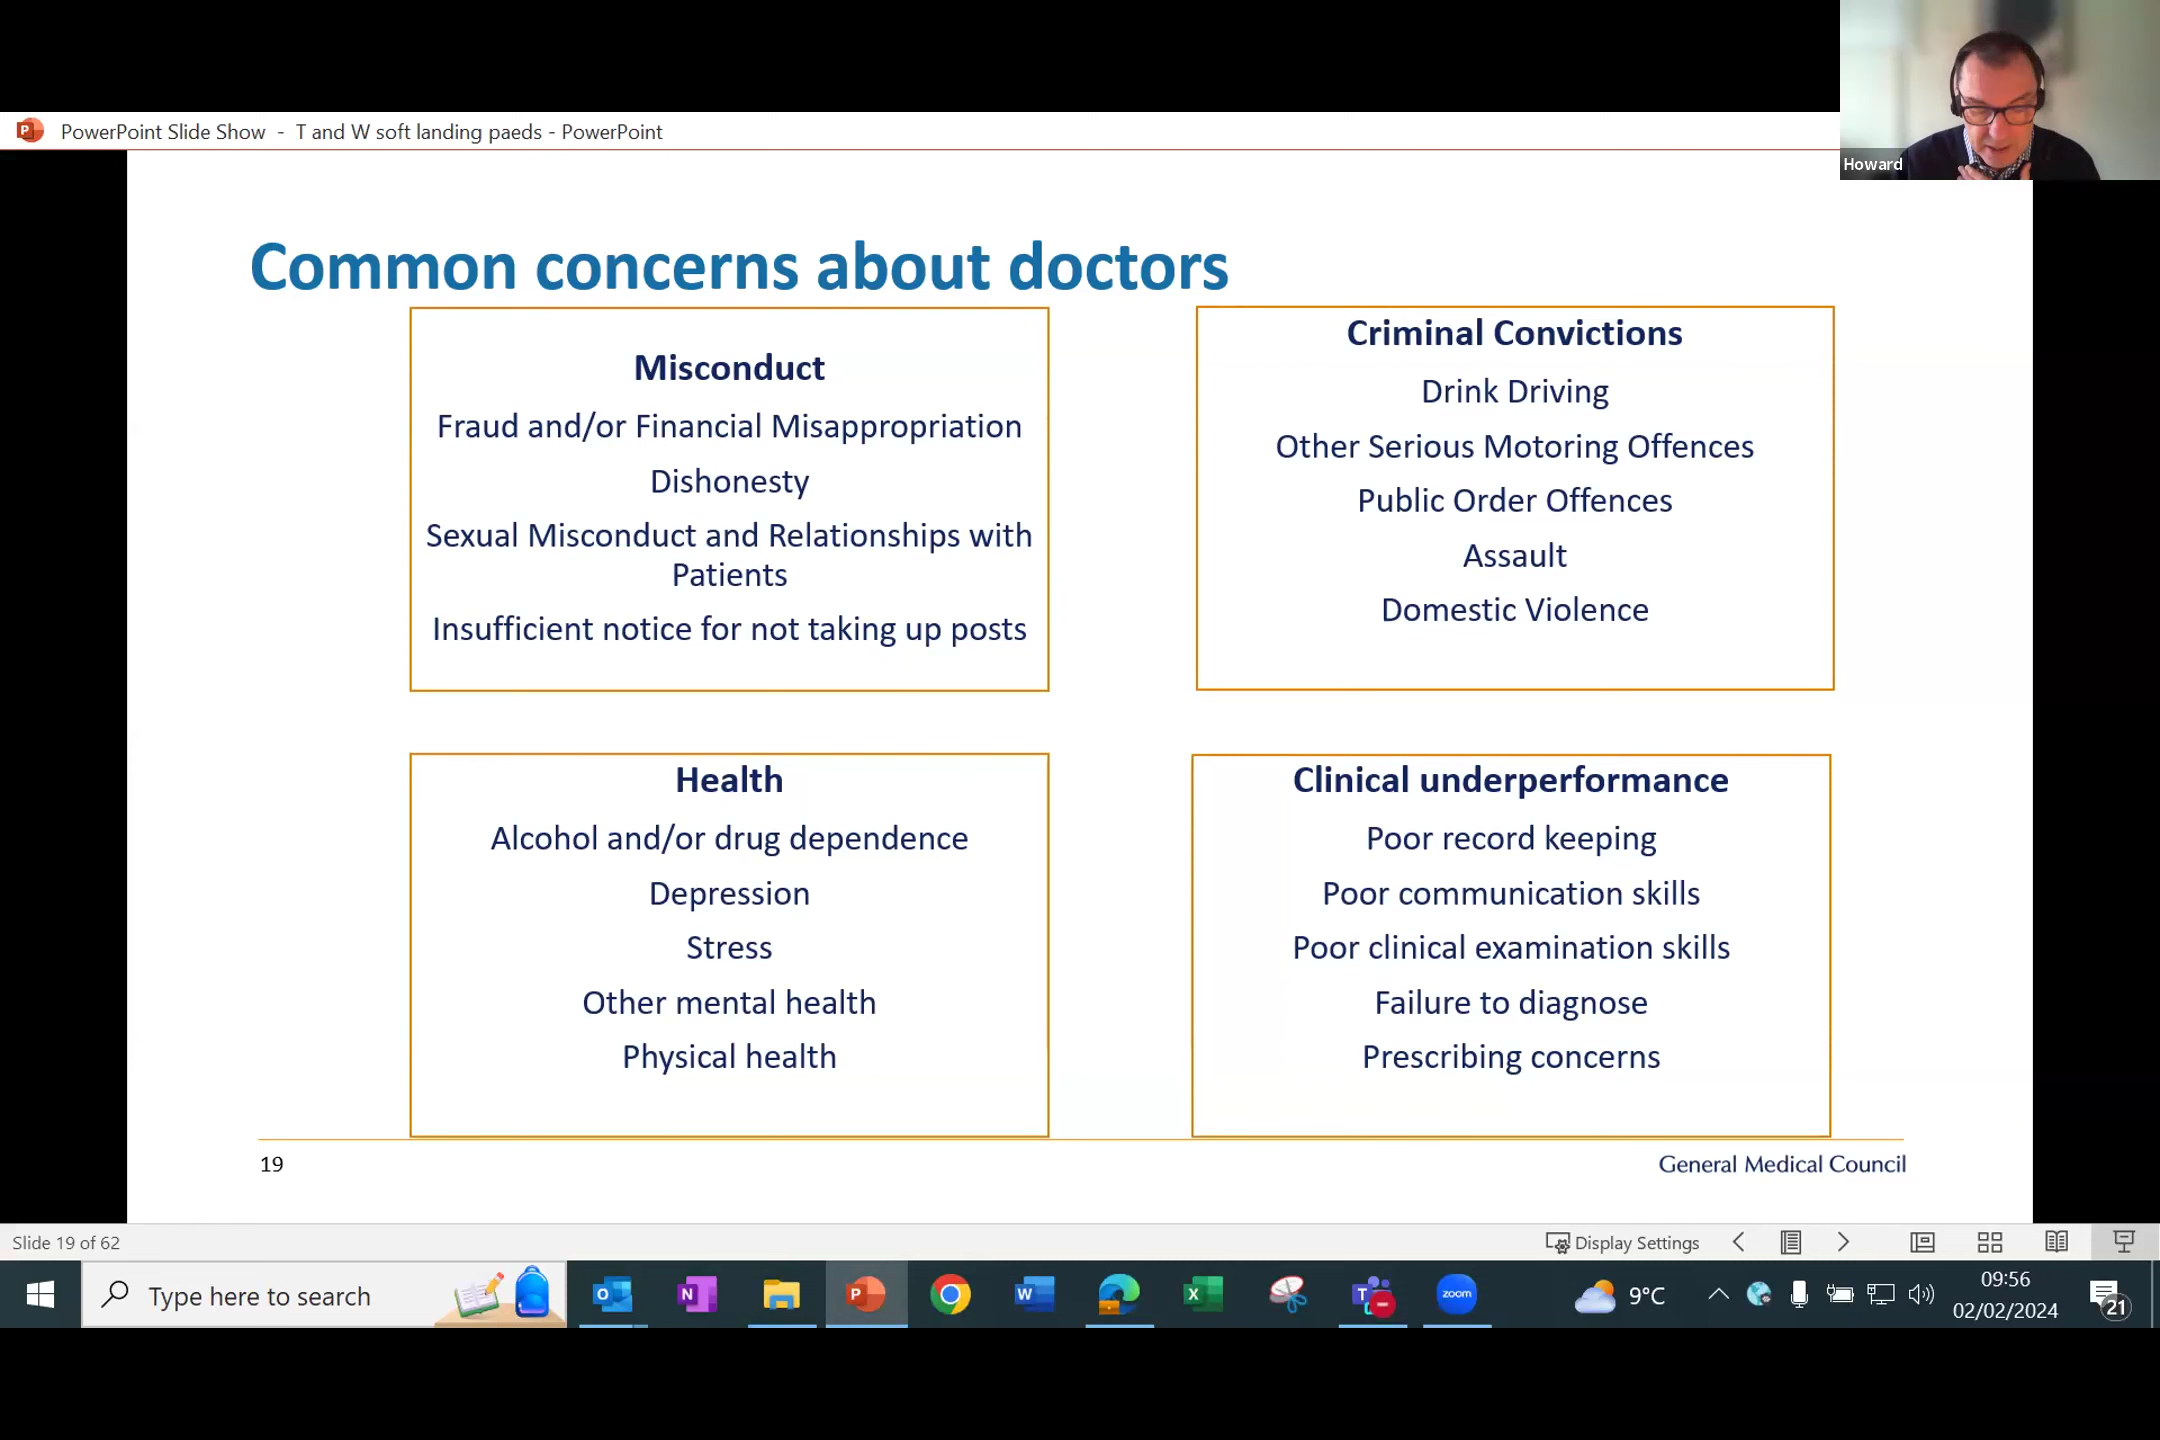 PowerPoint Slide Show - T and W soft landing paeds - PowerPoint
Howard
Common concerns about doctors
Misconduct
Fraud and/or Financial Misappropriation
Dishonesty
Sexual Misconduct and Relationships with
Patients
Insufficient notice for not taking up posts
Criminal Convictions
Drink Driving
Other Serious Motoring Offences
Public Order Offences
Assault
Domestic Violence
Health
Alcohol and/or drug dependence
Depression
Stress
Other mental health
Physical health
Clinical underperformance
Poor record keeping
Poor communication skills
Poor clinical examination skills
Failure to diagnose
Prescribing concerns
19
General Medical Council
Slide 19 of 62
Display Settings
Type here to search
zoom
9°C
09:56
02/02/2024
21